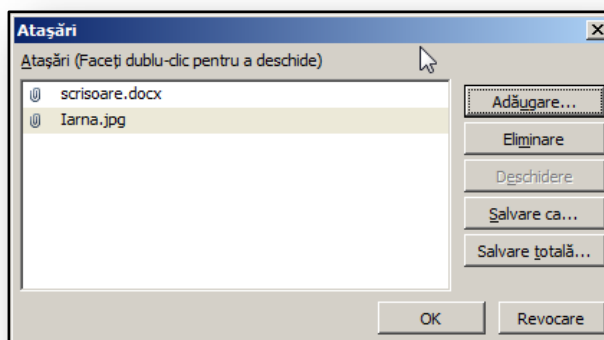 Atașări
Atașări (Faceți dublu-clic pentru a deschide)
scrisoare.docx
Iarna.jpg
Adăugare...
Eliminare
Deschidere
Salvare ca...
Salvare totală...
OK
Revocare